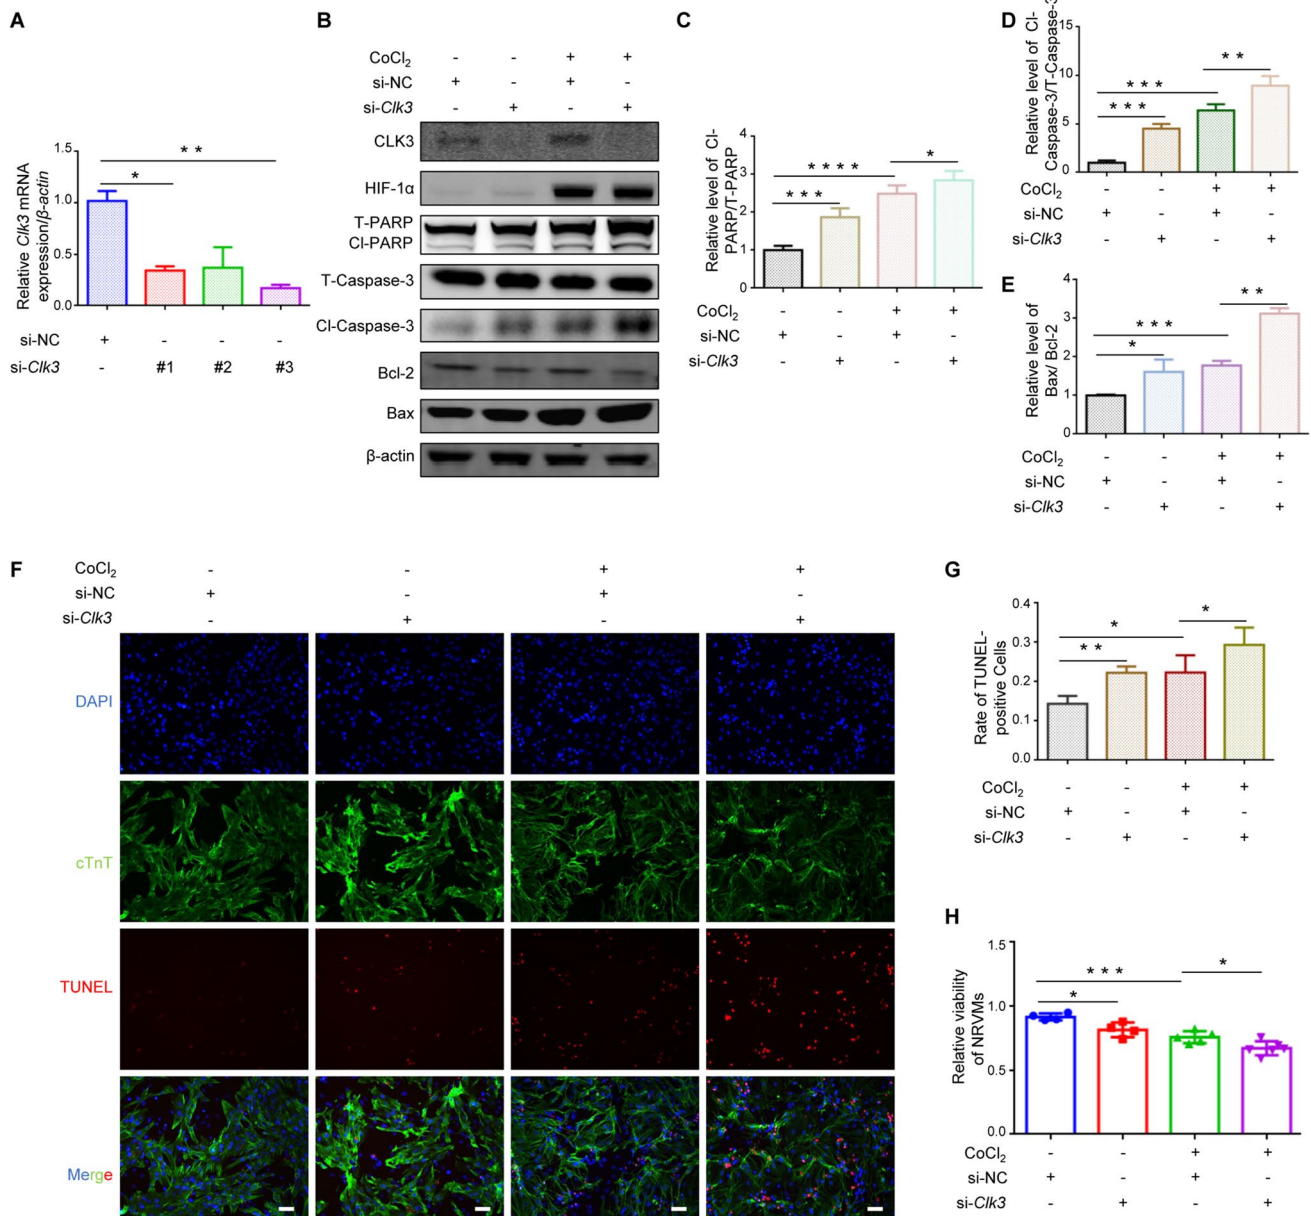 A
Relative Clk3 mRNA
expression/β-actin
1.5
1.0
0.5
0.0
* *
*
si-NC + - - -
si-Clk3 - #1 #2 #3
B
CoCl2 - - + +
si-NC + - + -
si-Clk3 - + - +
CLK3
HIF-1α
T-PARP
Cl-PARP
T-Caspase-3
Cl-Caspase-3
Bcl-2
Bax
β-actin
C
Relative level of Cl-
PARP/T-PARP
4
3
2
1
0
* * * *
*
* * *
CoCl2 - - + +
si-NC + - + -
si-Clk3 - + - +
D
Relative level of Cl-
Caspase-3/T-Caspase-3
15
10
5
0
* *
* * *
* * *
CoCl2 - - + +
si-NC + - + -
si-Clk3 - + - +
E
Relative level of
Bax/ Bcl-2
4
3
2
1
0
* *
* * *
*
CoCl2 - - + +
si-NC + - + -
si-Clk3 - + - +
F
CoCl2 - - + +
si-NC + - + -
si-Clk3 - + - +
DAPI
cTnT
TUNEL
Merge
G
Rate of TUNEL-
positive Cells
0.4
0.3
0.2
0.1
0.0
*
*
* *
CoCl2 - - + +
si-NC + - + -
si-Clk3 - + - +
H
Relative viability
of NRVMs
1.5
1.0
0.5
0.0
* * *
*
*
CoCl2 - - + +
si-NC + - + -
si-Clk3 - + - +